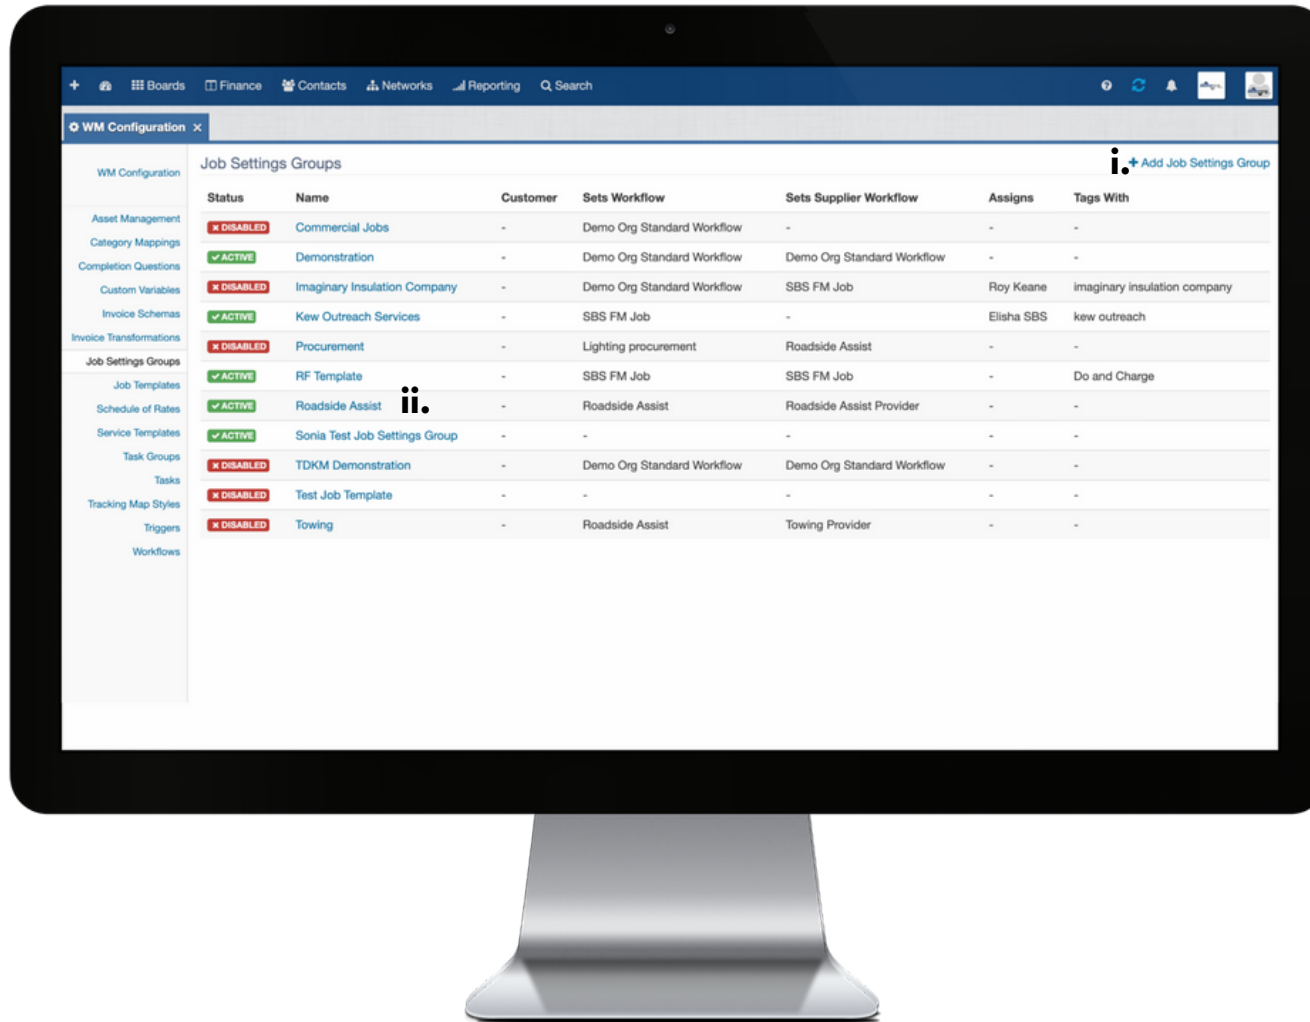 + Boards Finance Contacts Networks Reporting Search
WM Configuration ×
WM Configuration
Asset Management
Category Mappings
Completion Questions
Custom Variables
Invoice Schemas
Invoice Transformations
Job Settings Groups
Job Templates
Schedule of Rates
Service Templates
Task Groups
Tasks
Tracking Map Styles
Triggers
Workflows
Job Settings Groups i. + Add Job Settings Group
Status Name Customer Sets Workflow Sets Supplier Workflow Assigns Tags With
× DISABLED Commercial Jobs - Demo Org Standard Workflow - - -
✓ ACTIVE Demonstration - Demo Org Standard Workflow Demo Org Standard Workflow - -
× DISABLED Imaginary Insulation Company - Demo Org Standard Workflow SBS FM Job Roy Keane imaginary insulation company
✓ ACTIVE Kew Outreach Services - SBS FM Job - Elisha SBS kew outreach
× DISABLED Procurement - Lighting procurement Roadside Assist - -
✓ ACTIVE RF Template - SBS FM Job SBS FM Job - Do and Charge
✓ ACTIVE Roadside Assist ii. - Roadside Assist Roadside Assist Provider - -
✓ ACTIVE Sonia Test Job Settings Group - - - - -
× DISABLED TDKM Demonstration - Demo Org Standard Workflow Demo Org Standard Workflow - -
× DISABLED Test Job Template - - - - -
× DISABLED Towing - Roadside Assist Towing Provider - -